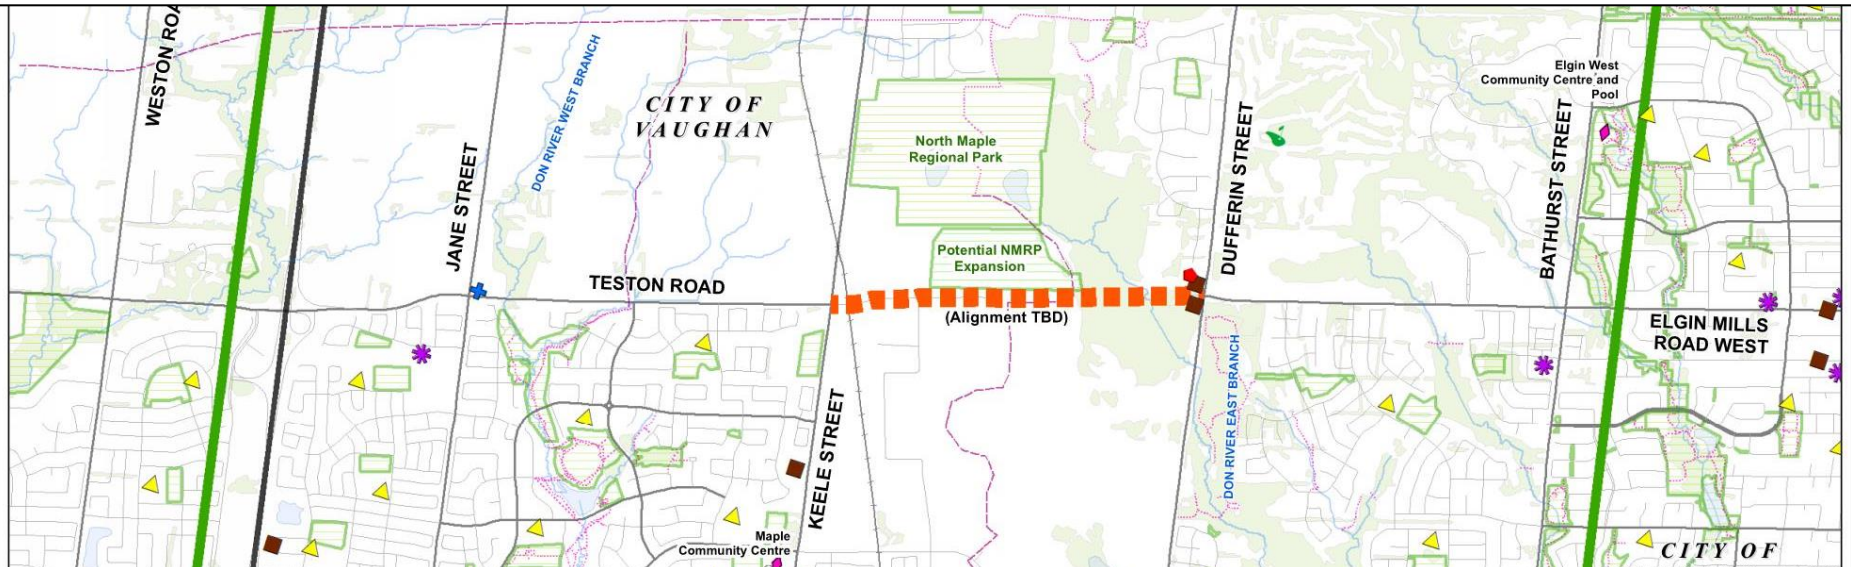 WESTON ROA
DON RIVER WEST BRANCH
CITY OF
VAUGHAN
JANE STREET
TESTON ROAD
KEELE STREET
Maple
Community Centre
North Maple
Regional Park
Potential NMRP
Expansion
(Alignment TBD)
DUFFERIN STREET
DON RIVER EAST BRANCH
BATHURST STREET
Elgin West
Community Centre and
Pool
ELGIN MILLS
ROAD WEST
CITY OF